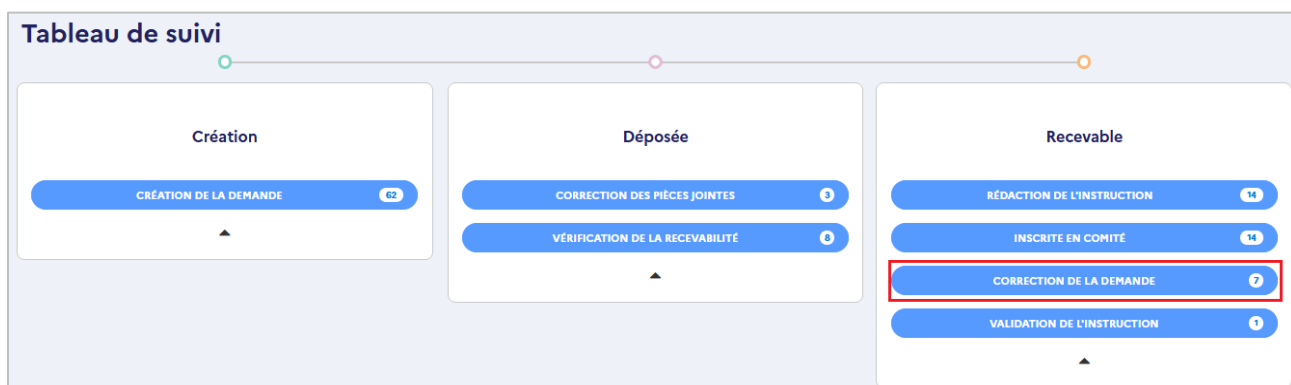 Tableau de suivi
Création
CRÉATION DE LA DEMANDE 62
Déposée
CORRECTION DES PIÈCES JOINTES 3
VÉRIFICATION DE LA RECEVABILITÉ 8
Recevable
RÉDACTION DE L'INSTRUCTION 14
INSCRITE EN COMITÉ 14
CORRECTION DE LA DEMANDE 7
VALIDATION DE L'INSTRUCTION 1